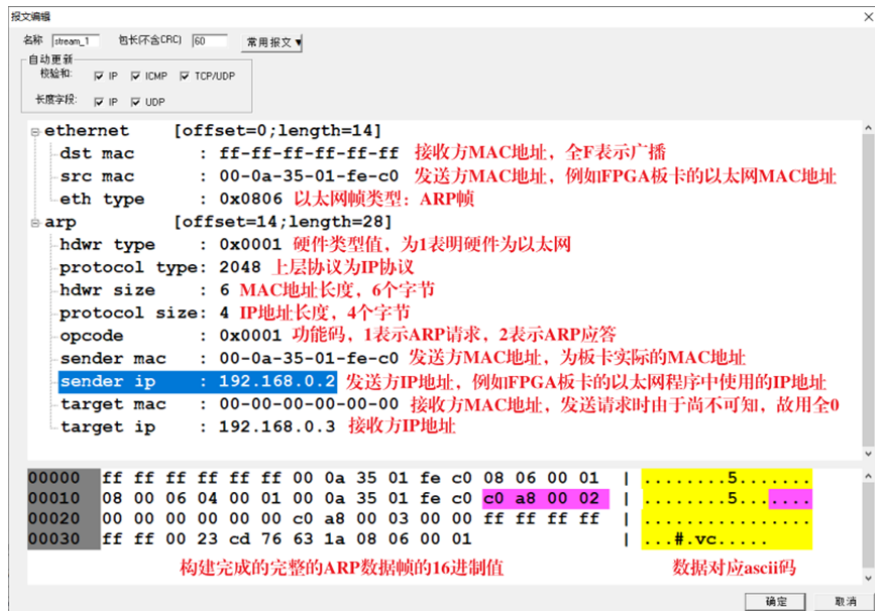 报文编辑
名称 stream_1 包长(不含CRC) 60 常用报文▼
自动更新
校验和: IP ICMP TCP/UDP
长度字段: IP UDP
ethernet [offset=0;length=14]
dst mac : ff-ff-ff-ff-ff-ff 接收方MAC地址，全F表示广播
src mac : 00-0a-35-01-fe-c0 发送方MAC地址，例如FPGA板卡的以太网MAC地址
eth type : 0x0806 以太网帧类型：ARP帧
arp [offset=14;length=28]
hdwr type : 0x0001 硬件类型值，为1表明硬件为以太网
protocol type: 2048 上层协议为IP协议
hdwr size : 6 MAC地址长度，6个字节
protocol size: 4 IP地址长度，4个字节
opcode : 0x0001 功能码，1表示ARP请求，2表示ARP应答
sender mac : 00-0a-35-01-fe-c0 发送方MAC地址，为板卡实际的MAC地址
sender ip : 192.168.0.2 发送方IP地址，例如FPGA板卡的以太网程序中使用的IP地址
target mac : 00-00-00-00-00-00 接收方MAC地址，发送请求时由于尚不可知，故用全0
target ip : 192.168.0.3 接收方IP地址
00000 ff ff ff ff ff ff 00 0a 35 01 fe c0 08 06 00 01 | ........5.......
00010 08 00 06 04 00 01 00 0a 35 01 fe c0 c0 a8 00 02 | ........5.......
00020 00 00 00 00 00 00 c0 a8 00 03 00 00 ff ff ff ff | ................
00030 ff ff 00 23 cd 76 63 1a 08 06 00 01 | ...#.vc.....
构建完成的完整的ARP数据帧的16进制值 数据对应ascii码
确定 取消